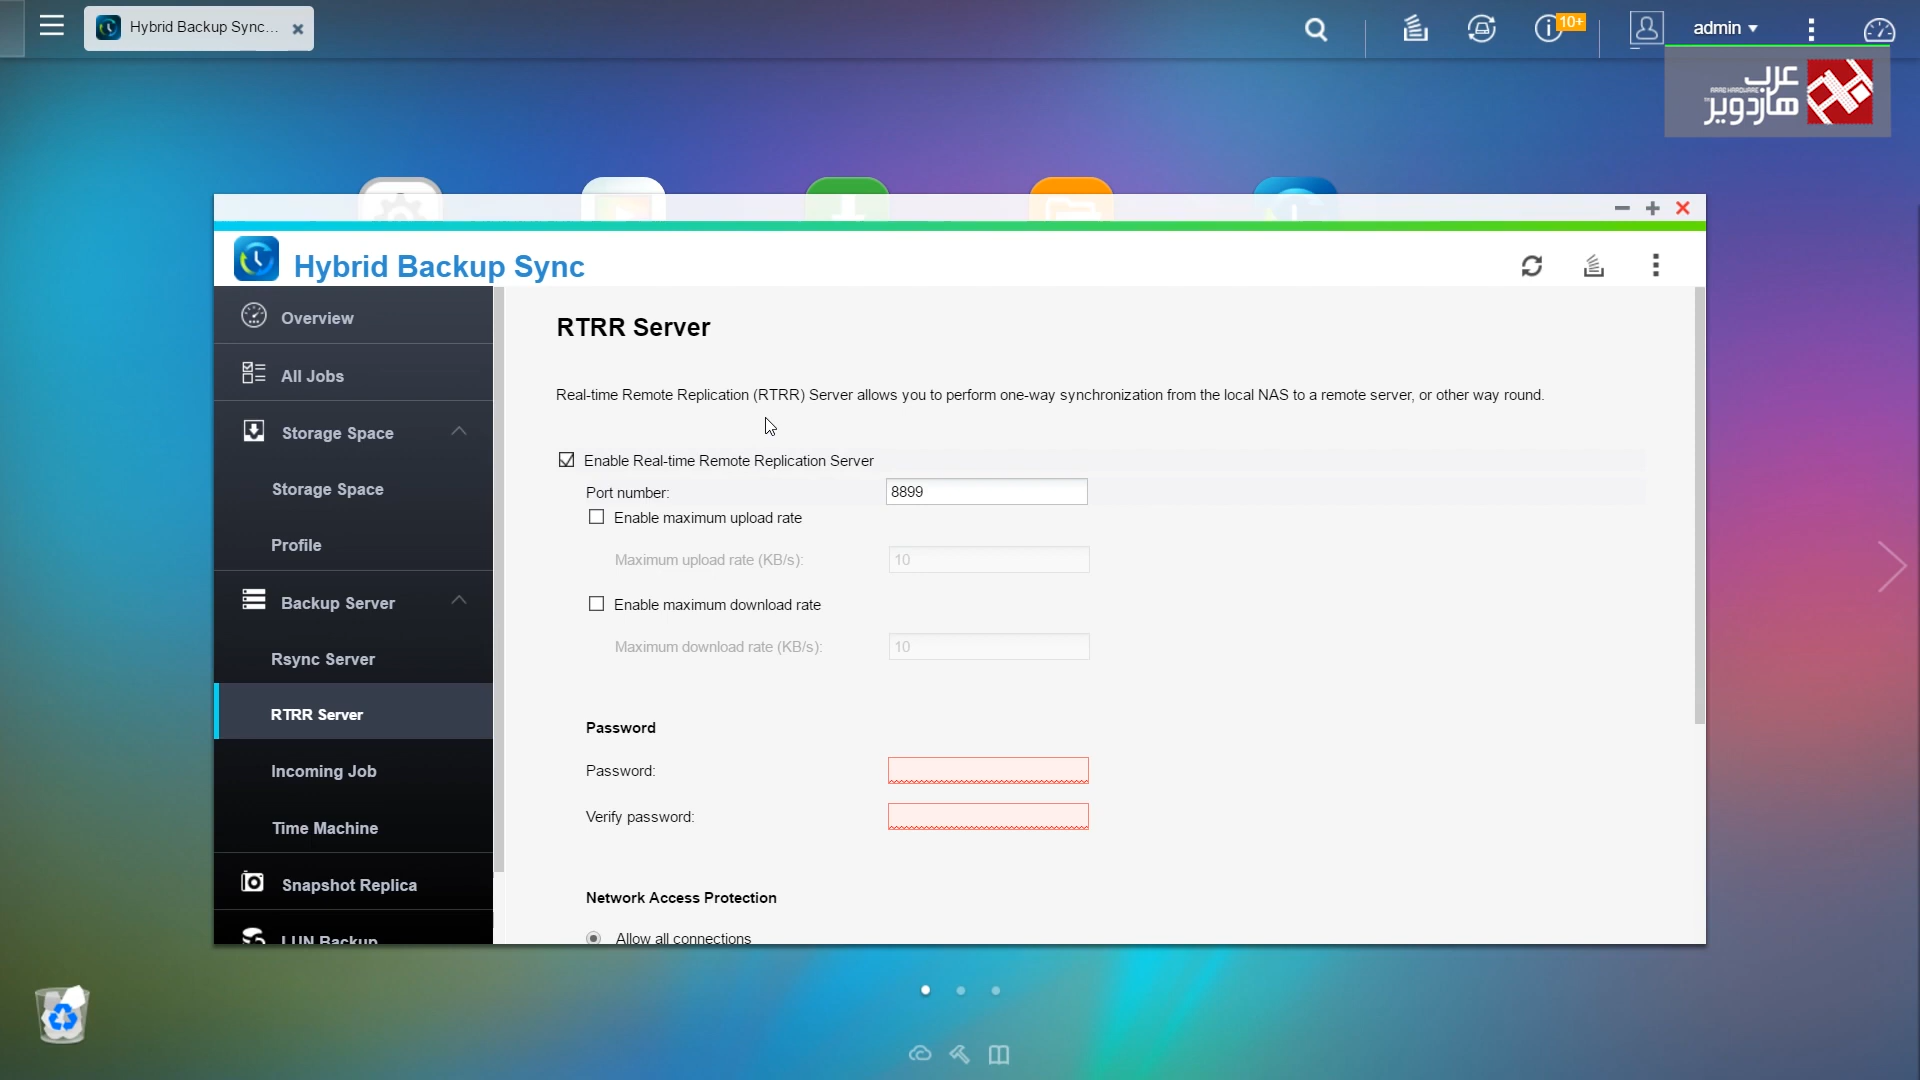 Hybrid Backup Sync...
10+
admin
عرب
ARAB HARDWARE
هاردوير
Hybrid Backup Sync
Overview
All Jobs
Storage Space
Storage Space
Profile
Backup Server
Rsync Server
RTRR Server
Incoming Job
Time Machine
Snapshot Replica
LUN Backup
RTRR Server
Real-time Remote Replication (RTRR) Server allows you to perform one-way synchronization from the local NAS to a remote server, or other way round.
Enable Real-time Remote Replication Server
Port number: 8899
Enable maximum upload rate
Maximum upload rate (KB/s): 10
Enable maximum download rate
Maximum download rate (KB/s): 10
Password
Password:
Verify password:
Network Access Protection
Allow all connections